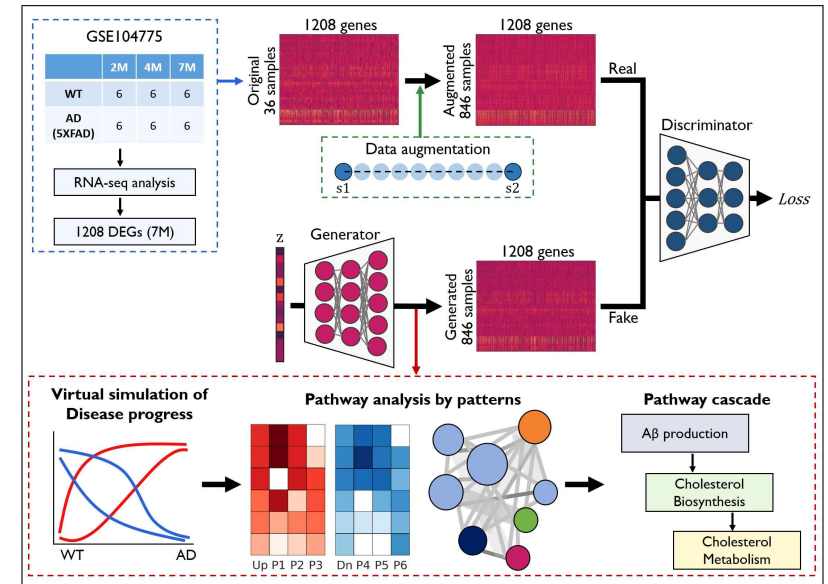 GSE104775
2M 4M 7M
WT 6 6 6
AD (5XFAD) 6 6 6
RNA-seq analysis
1208 DEGs (7M)
1208 genes
Original
36 samples
1208 genes
Augmented
846 samples
Real
Data augmentation
s1 s2
Discriminator
Loss
z
Generator
1208 genes
Generated
846 samples
Fake
Virtual simulation of
Disease progress
WT AD
Pathway analysis by patterns
Up P1 P2 P3
Dn P4 P5 P6
Pathway cascade
Aβ production
Cholesterol
Biosynthesis
Cholesterol
Metabolism